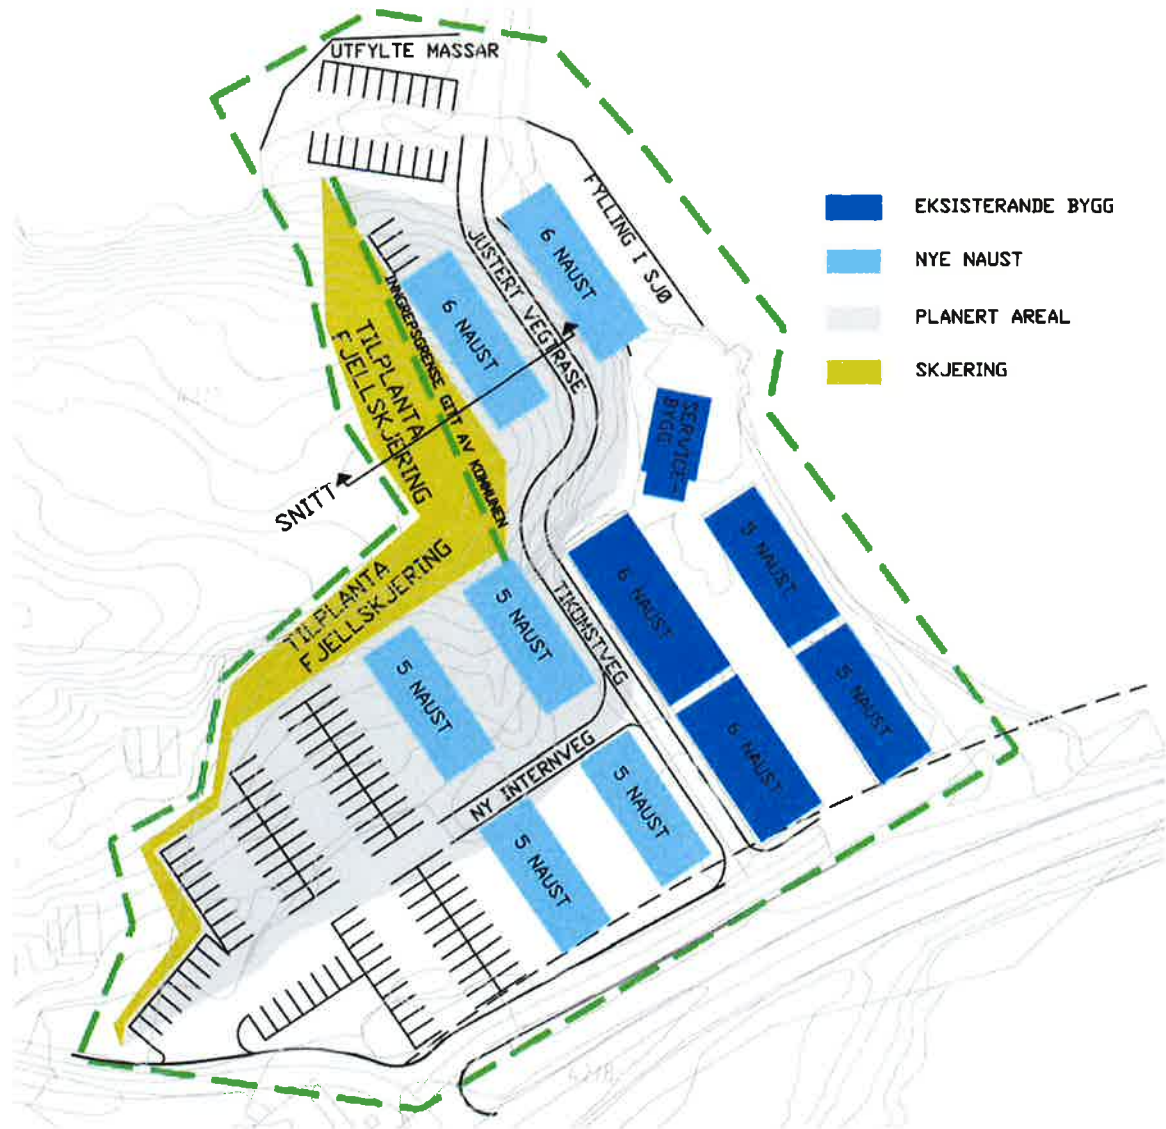 UTFYLTE MASSAR
FYLLING I SJØ
EKSISTERANDE BYGG
NYE NAUST
PLANERT AREAL
SKJERING
6 NAUST
JUSTERT VEGTRASE
6 NAUST
INNGREPSGRENSE GITT AV KOMMUNEN
TILPLANTA
FJELLSKJERING
SERVICE-
BYGG
SNITT
TILPLANTA
FJELLSKJERING
5 NAUST
TIKOMSTVEG
6 NAUST
5 NAUST
5 NAUST
5 NAUST
6 NAUST
NY INTERNVEG
5 NAUST
5 NAUST